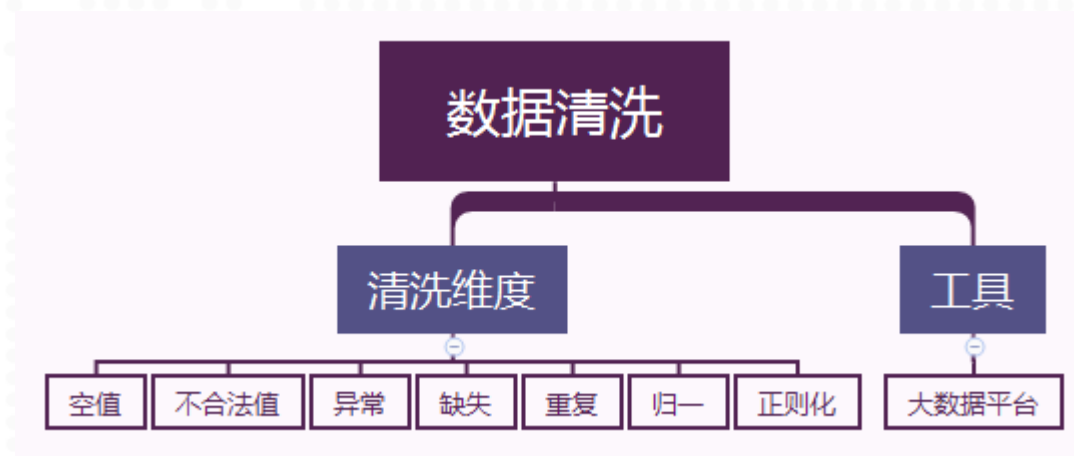 数据清洗
清洗维度
工具
空值
不合法值
异常
缺失
重复
归一
正则化
大数据平台